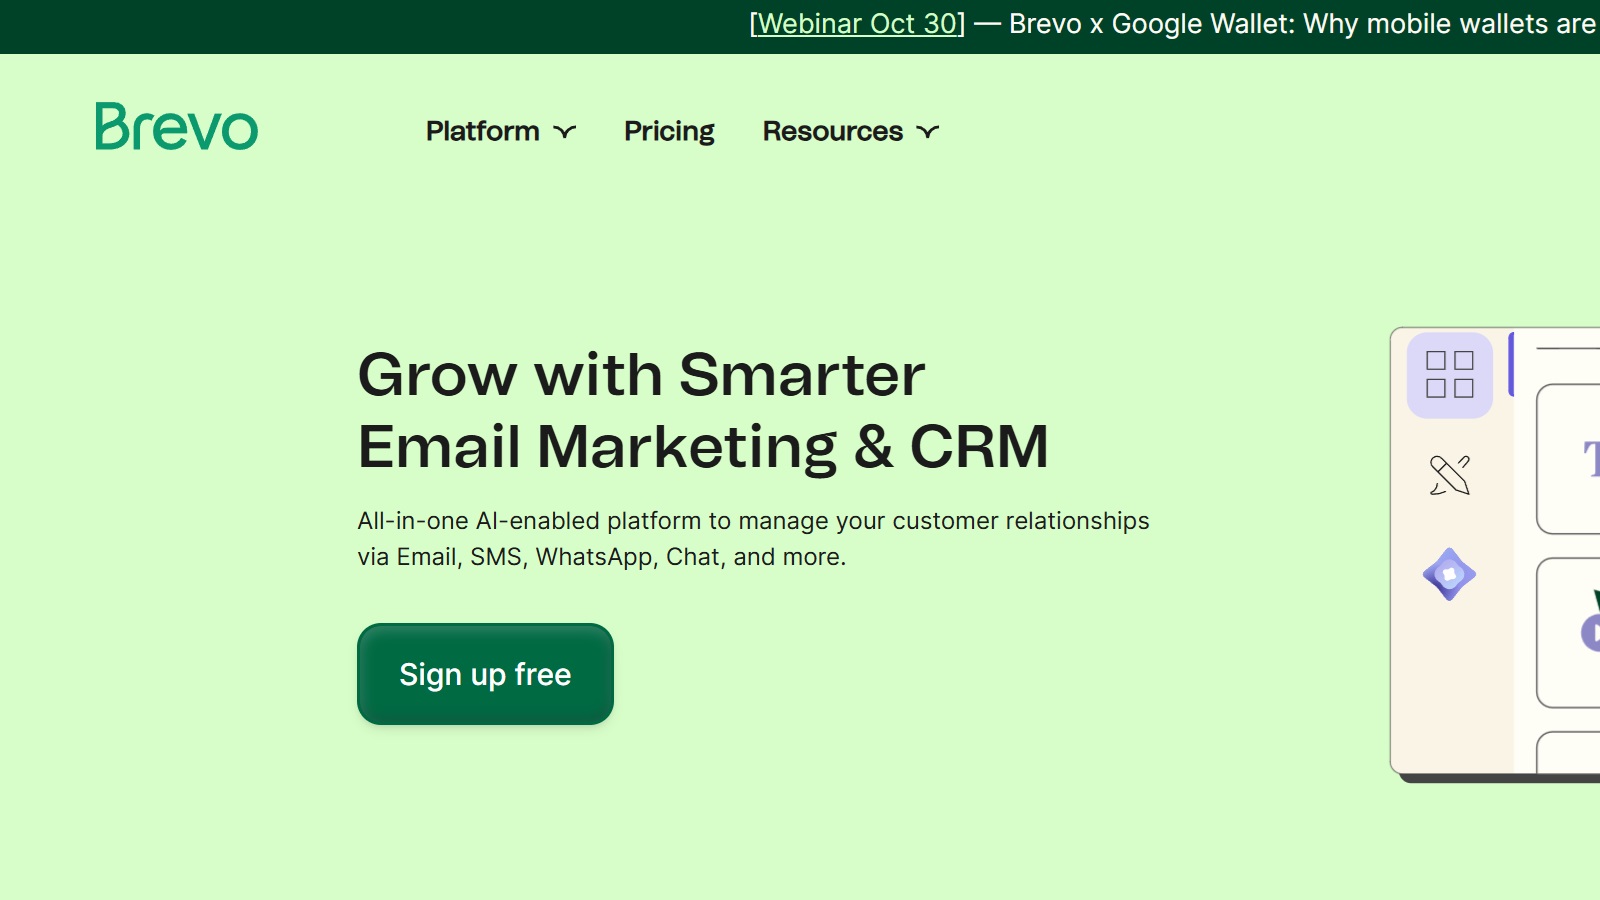 [Webinar Oct 30] — Brevo x Google Wallet: Why mobile wallets are
Brevo
Platform
Pricing
Resources
Grow with Smarter
Email Marketing & CRM
All-in-one AI-enabled platform to manage your customer relationships
via Email, SMS, WhatsApp, Chat, and more.
Sign up free